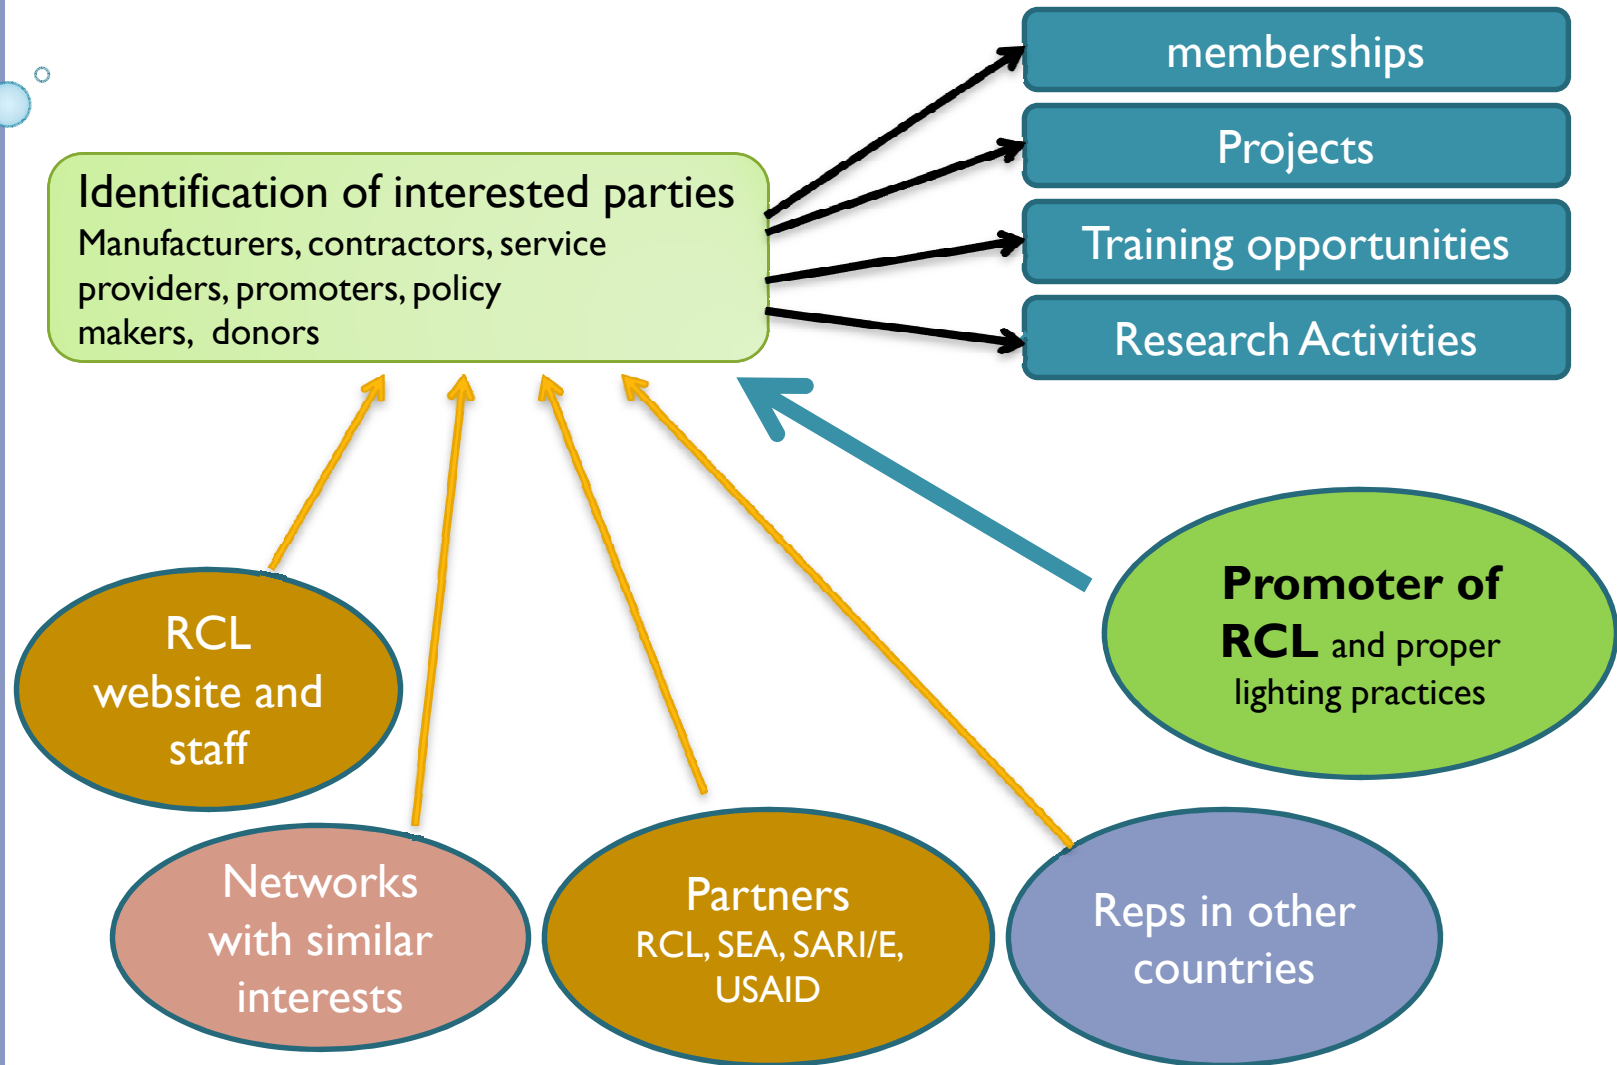 memberships
Projects
Training opportunities
Research Activities
Identification of interested parties
Manufacturers, contractors, service
providers, promoters, policy
makers, donors
Promoter of
RCL and proper
lighting practices
RCL
website and
staff
Networks
with similar
interests
Partners
RCL, SEA, SARI/E,
USAID
Reps in other
countries